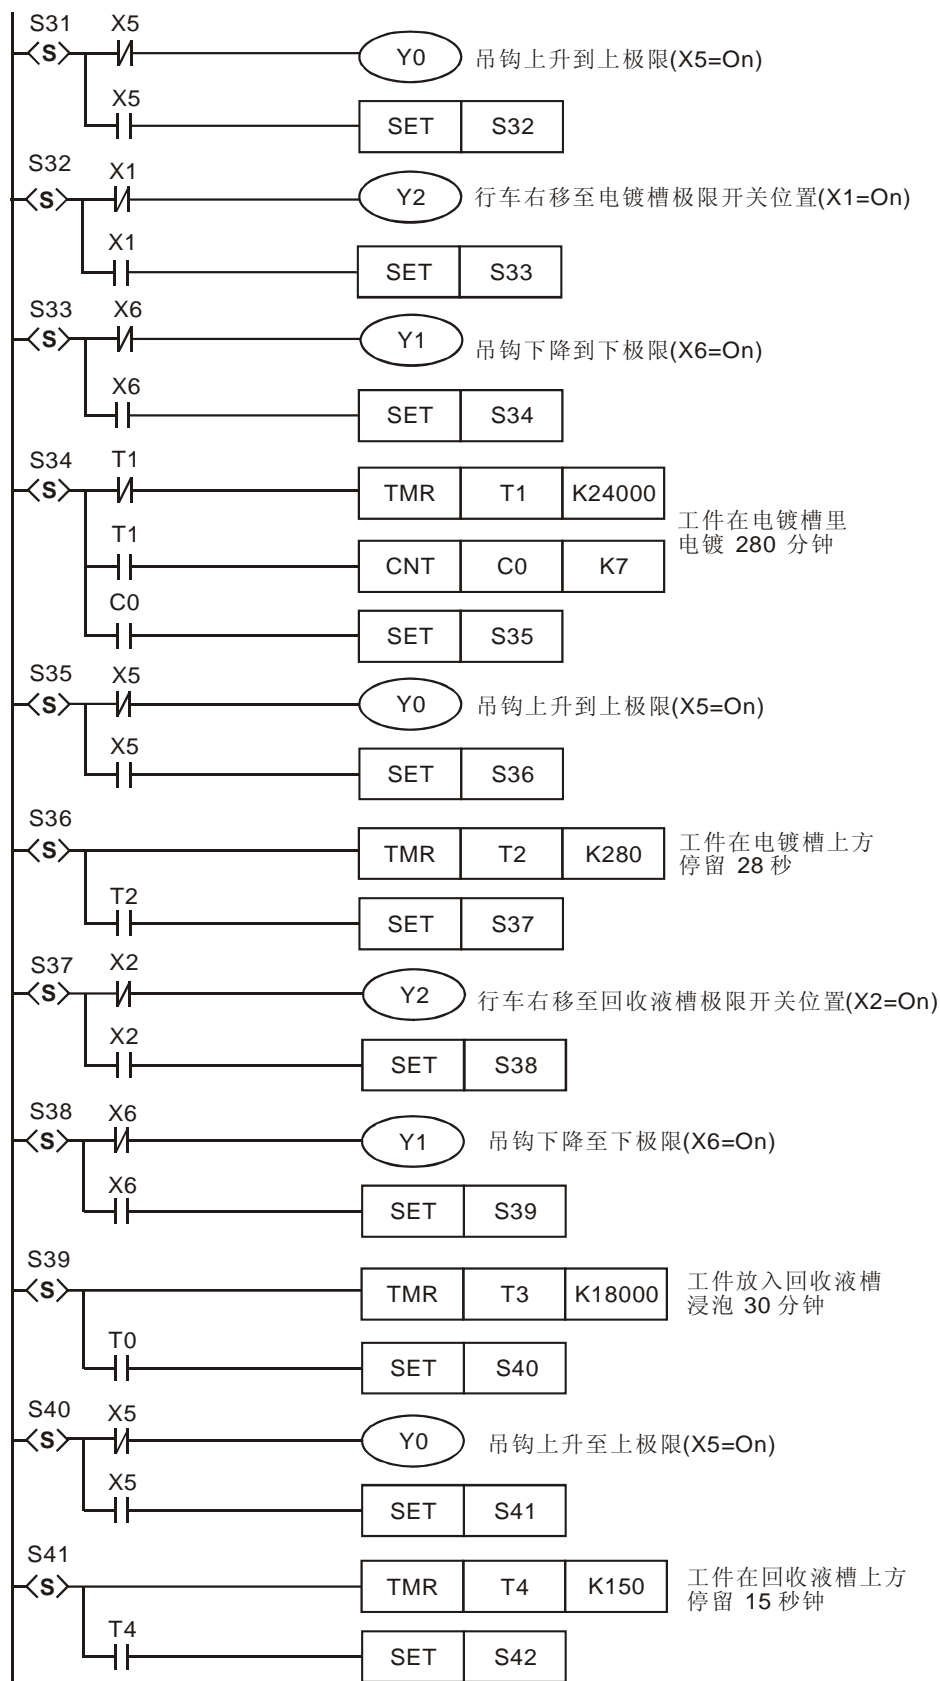 S31 X5
S Y0 吊钩上升到上极限(X5=On)
X5
SET S32
S32 X1
S Y2 行车右移至电镀槽极限开关位置(X1=On)
X1
SET S33
S33 X6
S Y1 吊钩下降到下极限(X6=On)
X6
SET S34
S34 T1
S TMR T1 K24000
工件在电镀槽里
电镀 280 分钟
T1
CNT C0 K7
C0
SET S35
S35 X5
S Y0 吊钩上升到上极限(X5=On)
X5
SET S36
S36
S TMR T2 K280
工件在电镀槽上方
停留 28 秒
T2
SET S37
S37 X2
S Y2 行车右移至回收液槽极限开关位置(X2=On)
X2
SET S38
S38 X6
S Y1 吊钩下降至下极限(X6=On)
X6
SET S39
S39
S TMR T3 K18000
工件放入回收液槽
浸泡 30 分钟
T0
SET S40
S40 X5
S Y0 吊钩上升至上极限(X5=On)
X5
SET S41
S41
S TMR T4 K150
工件在回收液槽上方
停留 15 秒钟
T4
SET S42